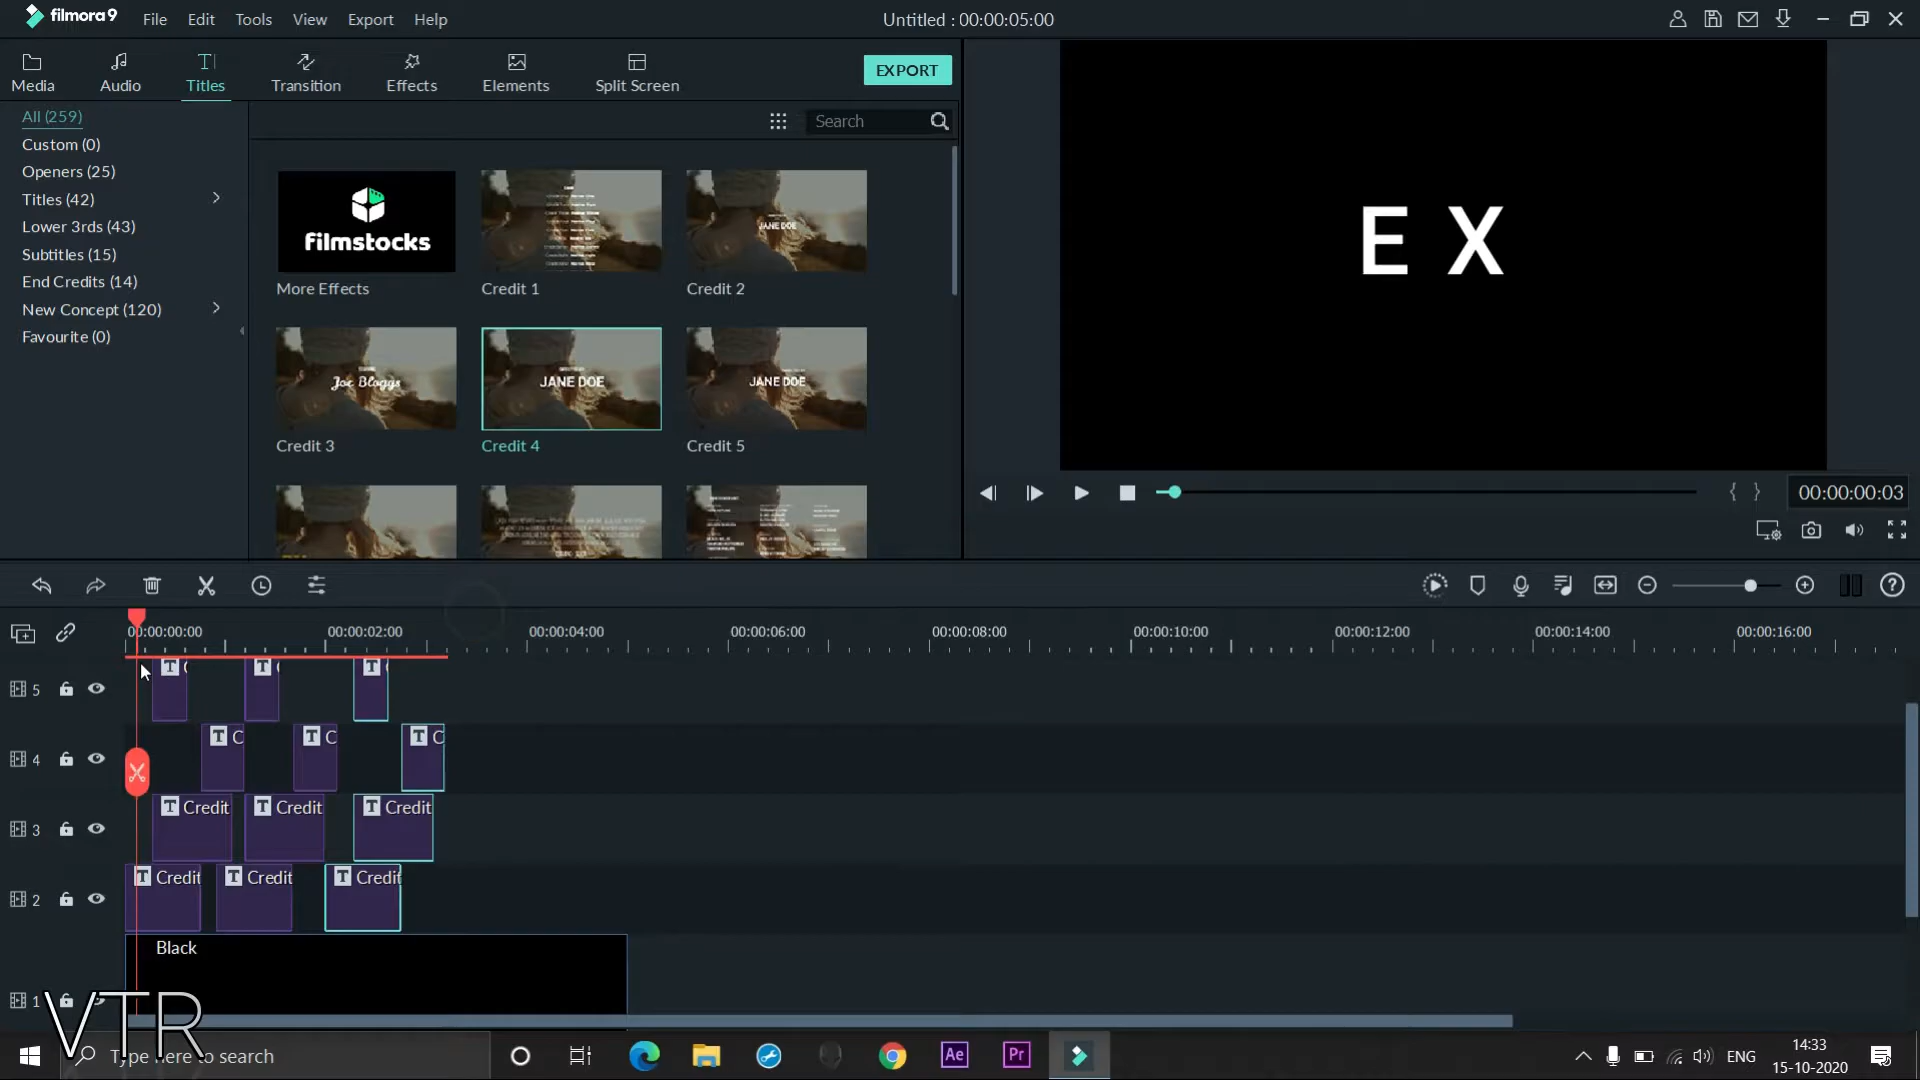 filmora9
File Edit Tools View Export Help
Untitled : 00:00:05:00
Media Audio Titles Transition Effects Elements Split Screen
EXPORT
All (259)
Custom (0)
Openers (25)
Titles (42)
Lower 3rds (43)
Subtitles (15)
End Credits (14)
New Concept (120)
Favourite (0)
Search
filmstocks
JANE DOE
More Effects Credit 1 Credit 2
Joe Bloggs
JANE DOE
JANE DOE
Credit 3 Credit 4 Credit 5
E X
00:00:00:03
00:00:00:00 00:00:02:00 00:00:04:00 00:00:06:00 00:00:08:00 00:00:10:00 00:00:12:00 00:00:14:00 00:00:16:00
5 T T T
4 T C T C T C
3 T Credit T Credit T Credit
2 T Credit T Credit T Credit
Black
1
VTR
Type here to search
Ae Pr
ENG
14:33
15-10-2020